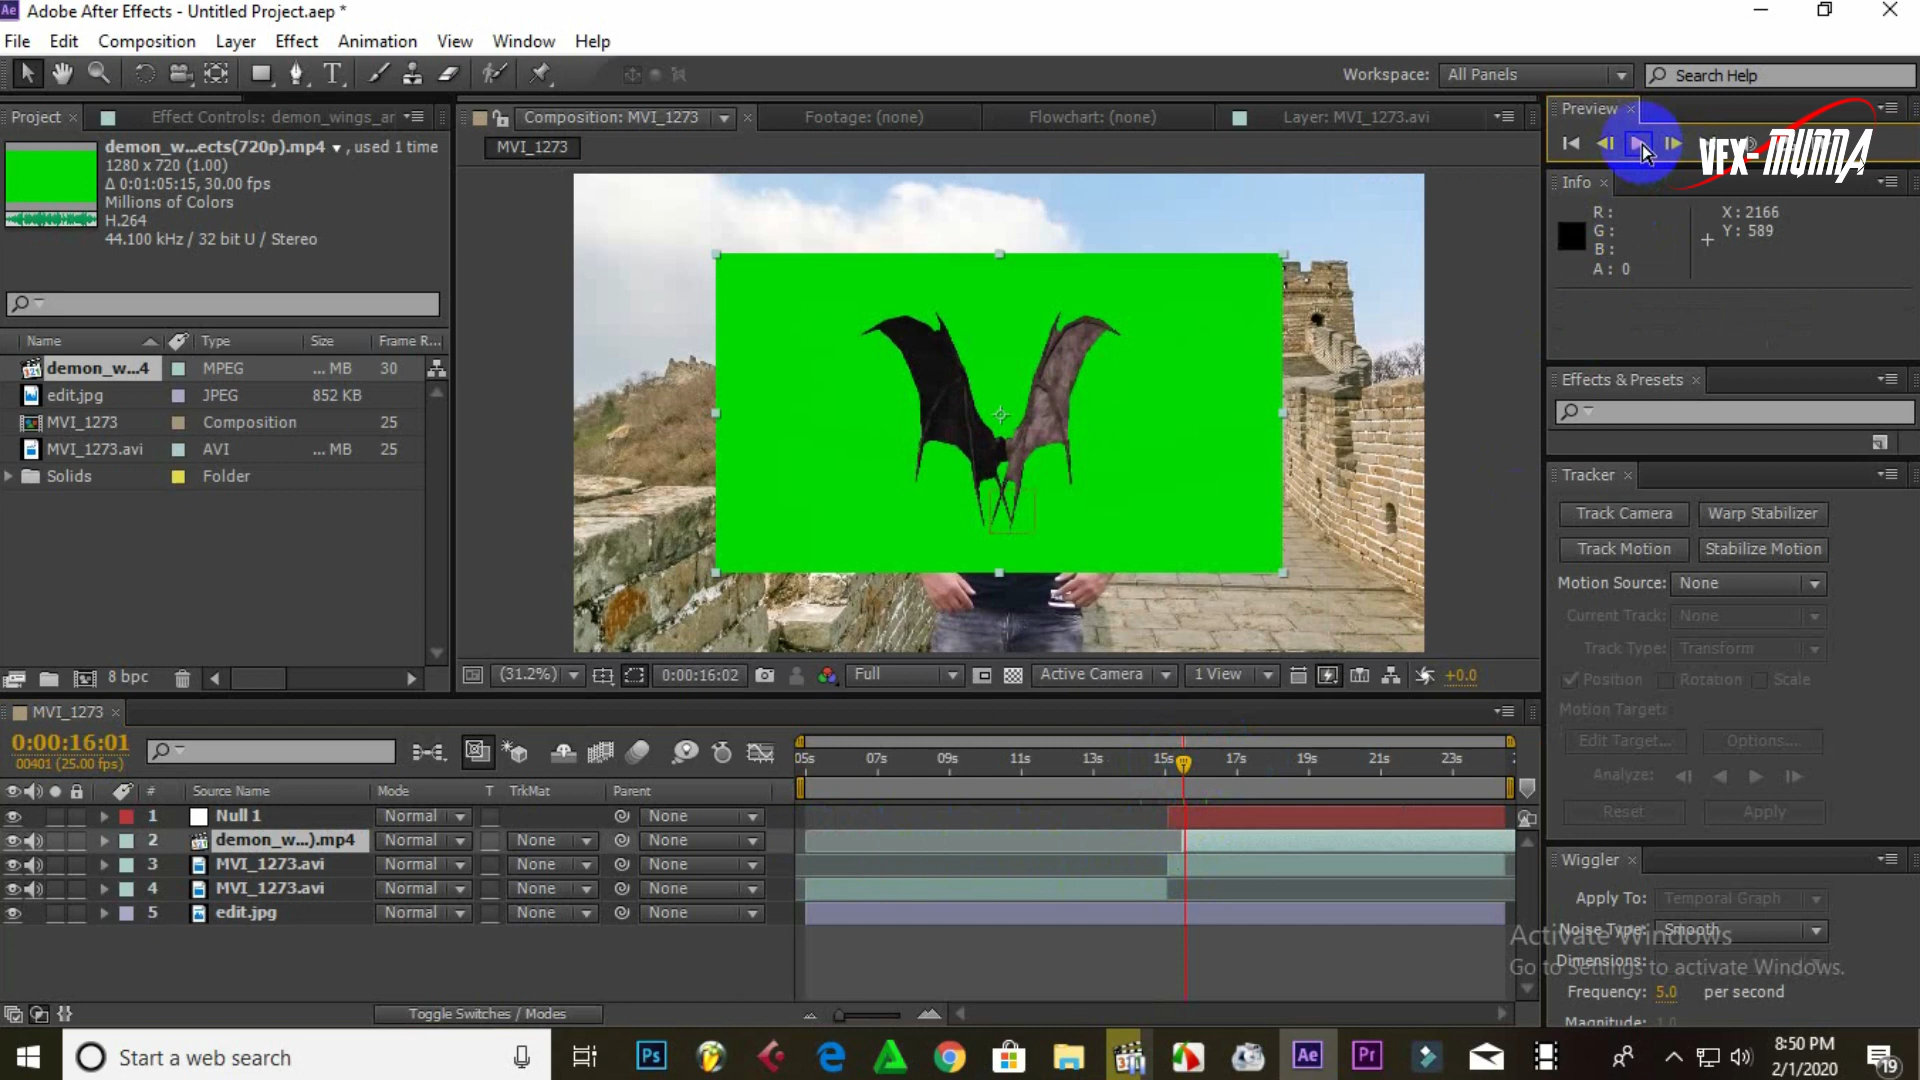 Ae Adobe After Effects - Untitled Project.aep *
File Edit Composition Layer Effect Animation View Window Help
Workspace: All Panels Search Help
Project × Effect Controls: demon_wings_ar
Composition: MVI_1273 × Footage: (none) Flowchart: (none) Layer: MVI_1273.avi
Preview ×
demon_w...ects(720p).mp4 , used 1 time
1280 x 720 (1.00)
Δ 0:01:05:15, 30.00 fps
Millions of Colors
H.264
44.100 kHz / 32 bit U / Stereo
MVI_1273
VFX-MUMA
Info ×
R: X: 2166
G: Y: 589
B:
A: 0
Name Type Size Frame R...
demon_w...4 MPEG ... MB 30
edit.jpg JPEG 852 KB
MVI_1273 Composition 25
MVI_1273.avi AVI ... MB 25
Solids Folder
Effects & Presets ×
Tracker ×
Track Camera Warp Stabilizer
Track Motion Stabilize Motion
Motion Source: None
Current Track: None
Track Type: Transform
Position Rotation Scale
Motion Target:
Edit Target... Options...
Analyze:
Reset Apply
8 bpc
(31.2%) 0:00:16:02 Full Active Camera 1 View +0.0
MVI_1273 ×
0:00:16:01
00401 (25.00 fps)
05s 07s 09s 11s 13s 15s 17s 19s 21s 23s
# Source Name Mode T TrkMat Parent
1 Null 1 Normal None
2 demon_w...).mp4 Normal None None
3 MVI_1273.avi Normal None None
4 MVI_1273.avi Normal None None
5 edit.jpg Normal None None
Toggle Switches / Modes
Wiggler ×
Apply To: Temporal Graph
Noise Type: Smooth
Dimensions:
Frequency: 5.0 per second
Magnitude: 1.0
Activate Windows
Go to Settings to activate Windows.
Start a web search
Ps
321
Ae
Pr
8:50 PM
2/1/2020
19